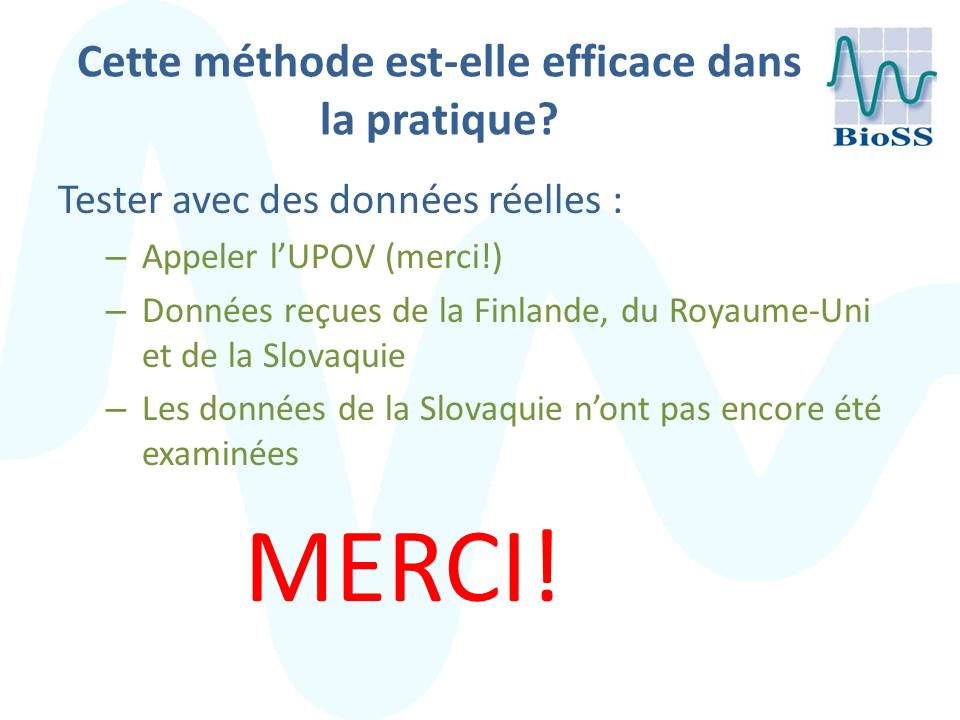 Cette méthode est-elle efficace dans
la pratique?
BioSS
Tester avec des données réelles :
– Appeler l’UPOV (merci!)
– Données reçues de la Finlande, du Royaume-Uni
et de la Slovaquie
– Les données de la Slovaquie n’ont pas encore été
examinées
MERCI!